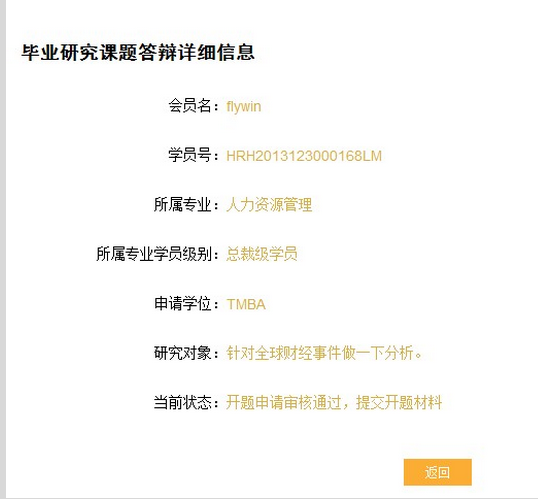 毕业研究课题答辩详细信息
会员名：flywin
学员号：HRH2013123000168LM
所属专业：人力资源管理
所属专业学员级别：总裁级学员
申请学位：TMBA
研究对象：针对全球财经事件做一下分析。
当前状态：开题申请审核通过，提交开题材料
返回